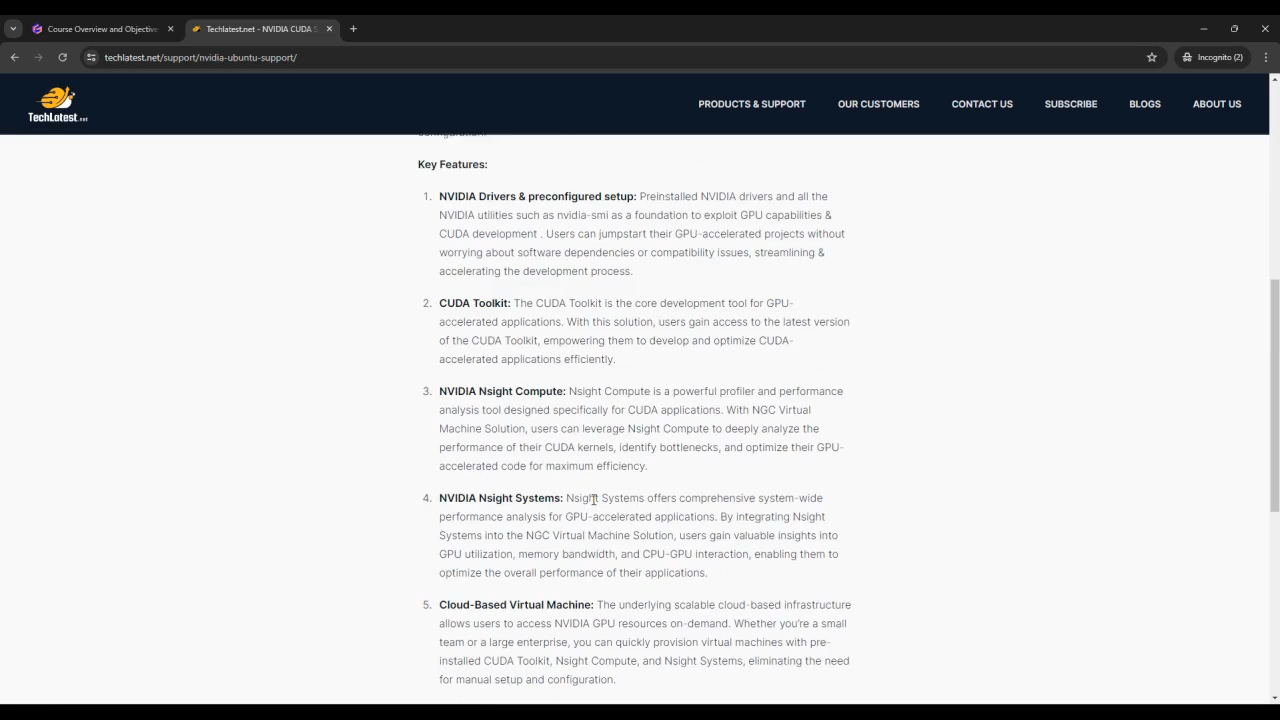 Course Overview and Objective
Techlatest.net - NVIDIA CUDA S
techlatest.net/support/nvidia-ubuntu-support/
Incognito (2)
TechLatest.net
PRODUCTS & SUPPORT
OUR CUSTOMERS
CONTACT US
SUBSCRIBE
BLOGS
ABOUT US
configuration.
Key Features:
1. NVIDIA Drivers & preconfigured setup: Preinstalled NVIDIA drivers and all the
NVIDIA utilities such as nvidia-smi as a foundation to exploit GPU capabilities &
CUDA development . Users can jumpstart their GPU-accelerated projects without
worrying about software dependencies or compatibility issues, streamlining &
accelerating the development process.
2. CUDA Toolkit: The CUDA Toolkit is the core development tool for GPU-
accelerated applications. With this solution, users gain access to the latest version
of the CUDA Toolkit, empowering them to develop and optimize CUDA-
accelerated applications efficiently.
3. NVIDIA Nsight Compute: Nsight Compute is a powerful profiler and performance
analysis tool designed specifically for CUDA applications. With NGC Virtual
Machine Solution, users can leverage Nsight Compute to deeply analyze the
performance of their CUDA kernels, identify bottlenecks, and optimize their GPU-
accelerated code for maximum efficiency.
4. NVIDIA Nsight Systems: Nsight Systems offers comprehensive system-wide
performance analysis for GPU-accelerated applications. By integrating Nsight
Systems into the NGC Virtual Machine Solution, users gain valuable insights into
GPU utilization, memory bandwidth, and CPU-GPU interaction, enabling them to
optimize the overall performance of their applications.
5. Cloud-Based Virtual Machine: The underlying scalable cloud-based infrastructure
allows users to access NVIDIA GPU resources on-demand. Whether you're a small
team or a large enterprise, you can quickly provision virtual machines with pre-
installed CUDA Toolkit, Nsight Compute, and Nsight Systems, eliminating the need
for manual setup and configuration.